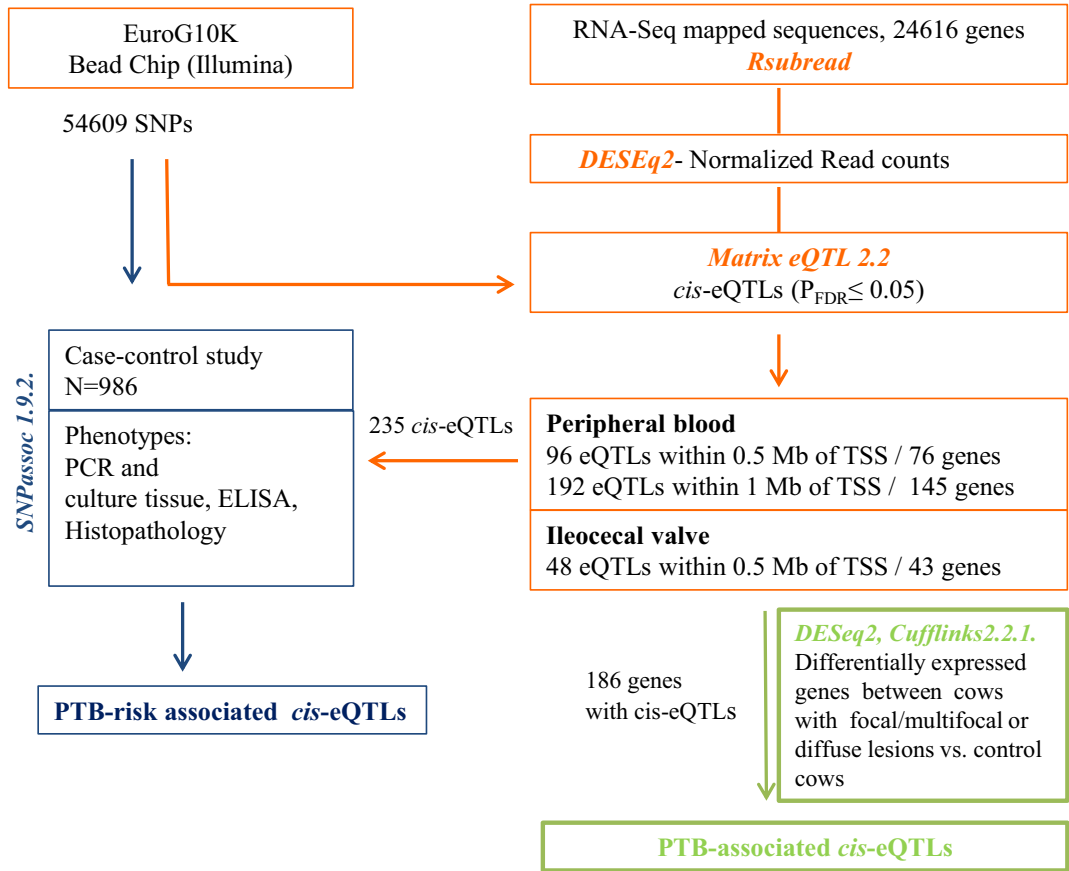 EuroG10K
Bead Chip (Illumina)
54609 SNPs
RNA-Seq mapped sequences, 24616 genes
Rsubread
DESEq2- Normalized Read counts
Matrix eQTL 2.2
cis-eQTLs (PFDR≤ 0.05)
SNPassoc 1.9.2.
Case-control study
N=986
Phenotypes:
PCR and
culture tissue, ELISA,
Histopathology
235 cis-eQTLs
Peripheral blood
96 eQTLs within 0.5 Mb of TSS / 76 genes
192 eQTLs within 1 Mb of TSS / 145 genes
Ileocecal valve
48 eQTLs within 0.5 Mb of TSS / 43 genes
PTB-risk associated cis-eQTLs
186 genes
with cis-eQTLs
DESeq2, Cufflinks2.2.1.
Differentially expressed
genes between cows
with focal/multifocal or
diffuse lesions vs. control
cows
PTB-associated cis-eQTLs